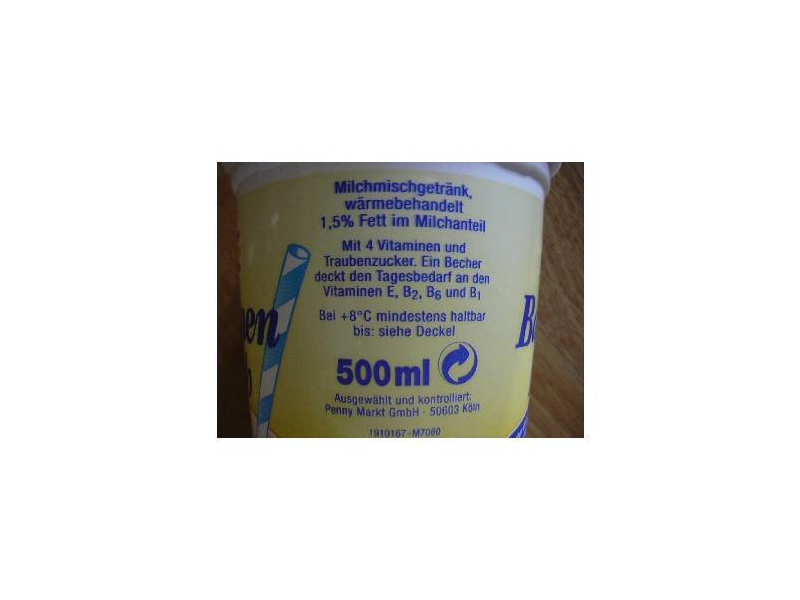 Milchmischgetränk,
wärmebehandelt
1,5% Fett im Milchanteil
Mit 4 Vitaminen und
Traubenzucker. Ein Becher
deckt den Tagesbedarf an den
Vitaminen E, B2, B6 und B1
Bei +8°C mindestens haltbar
bis: siehe Deckel
500ml
Ausgewählt und kontrolliert:
Penny Markt GmbH · 50603 Köln
1910167-M7060